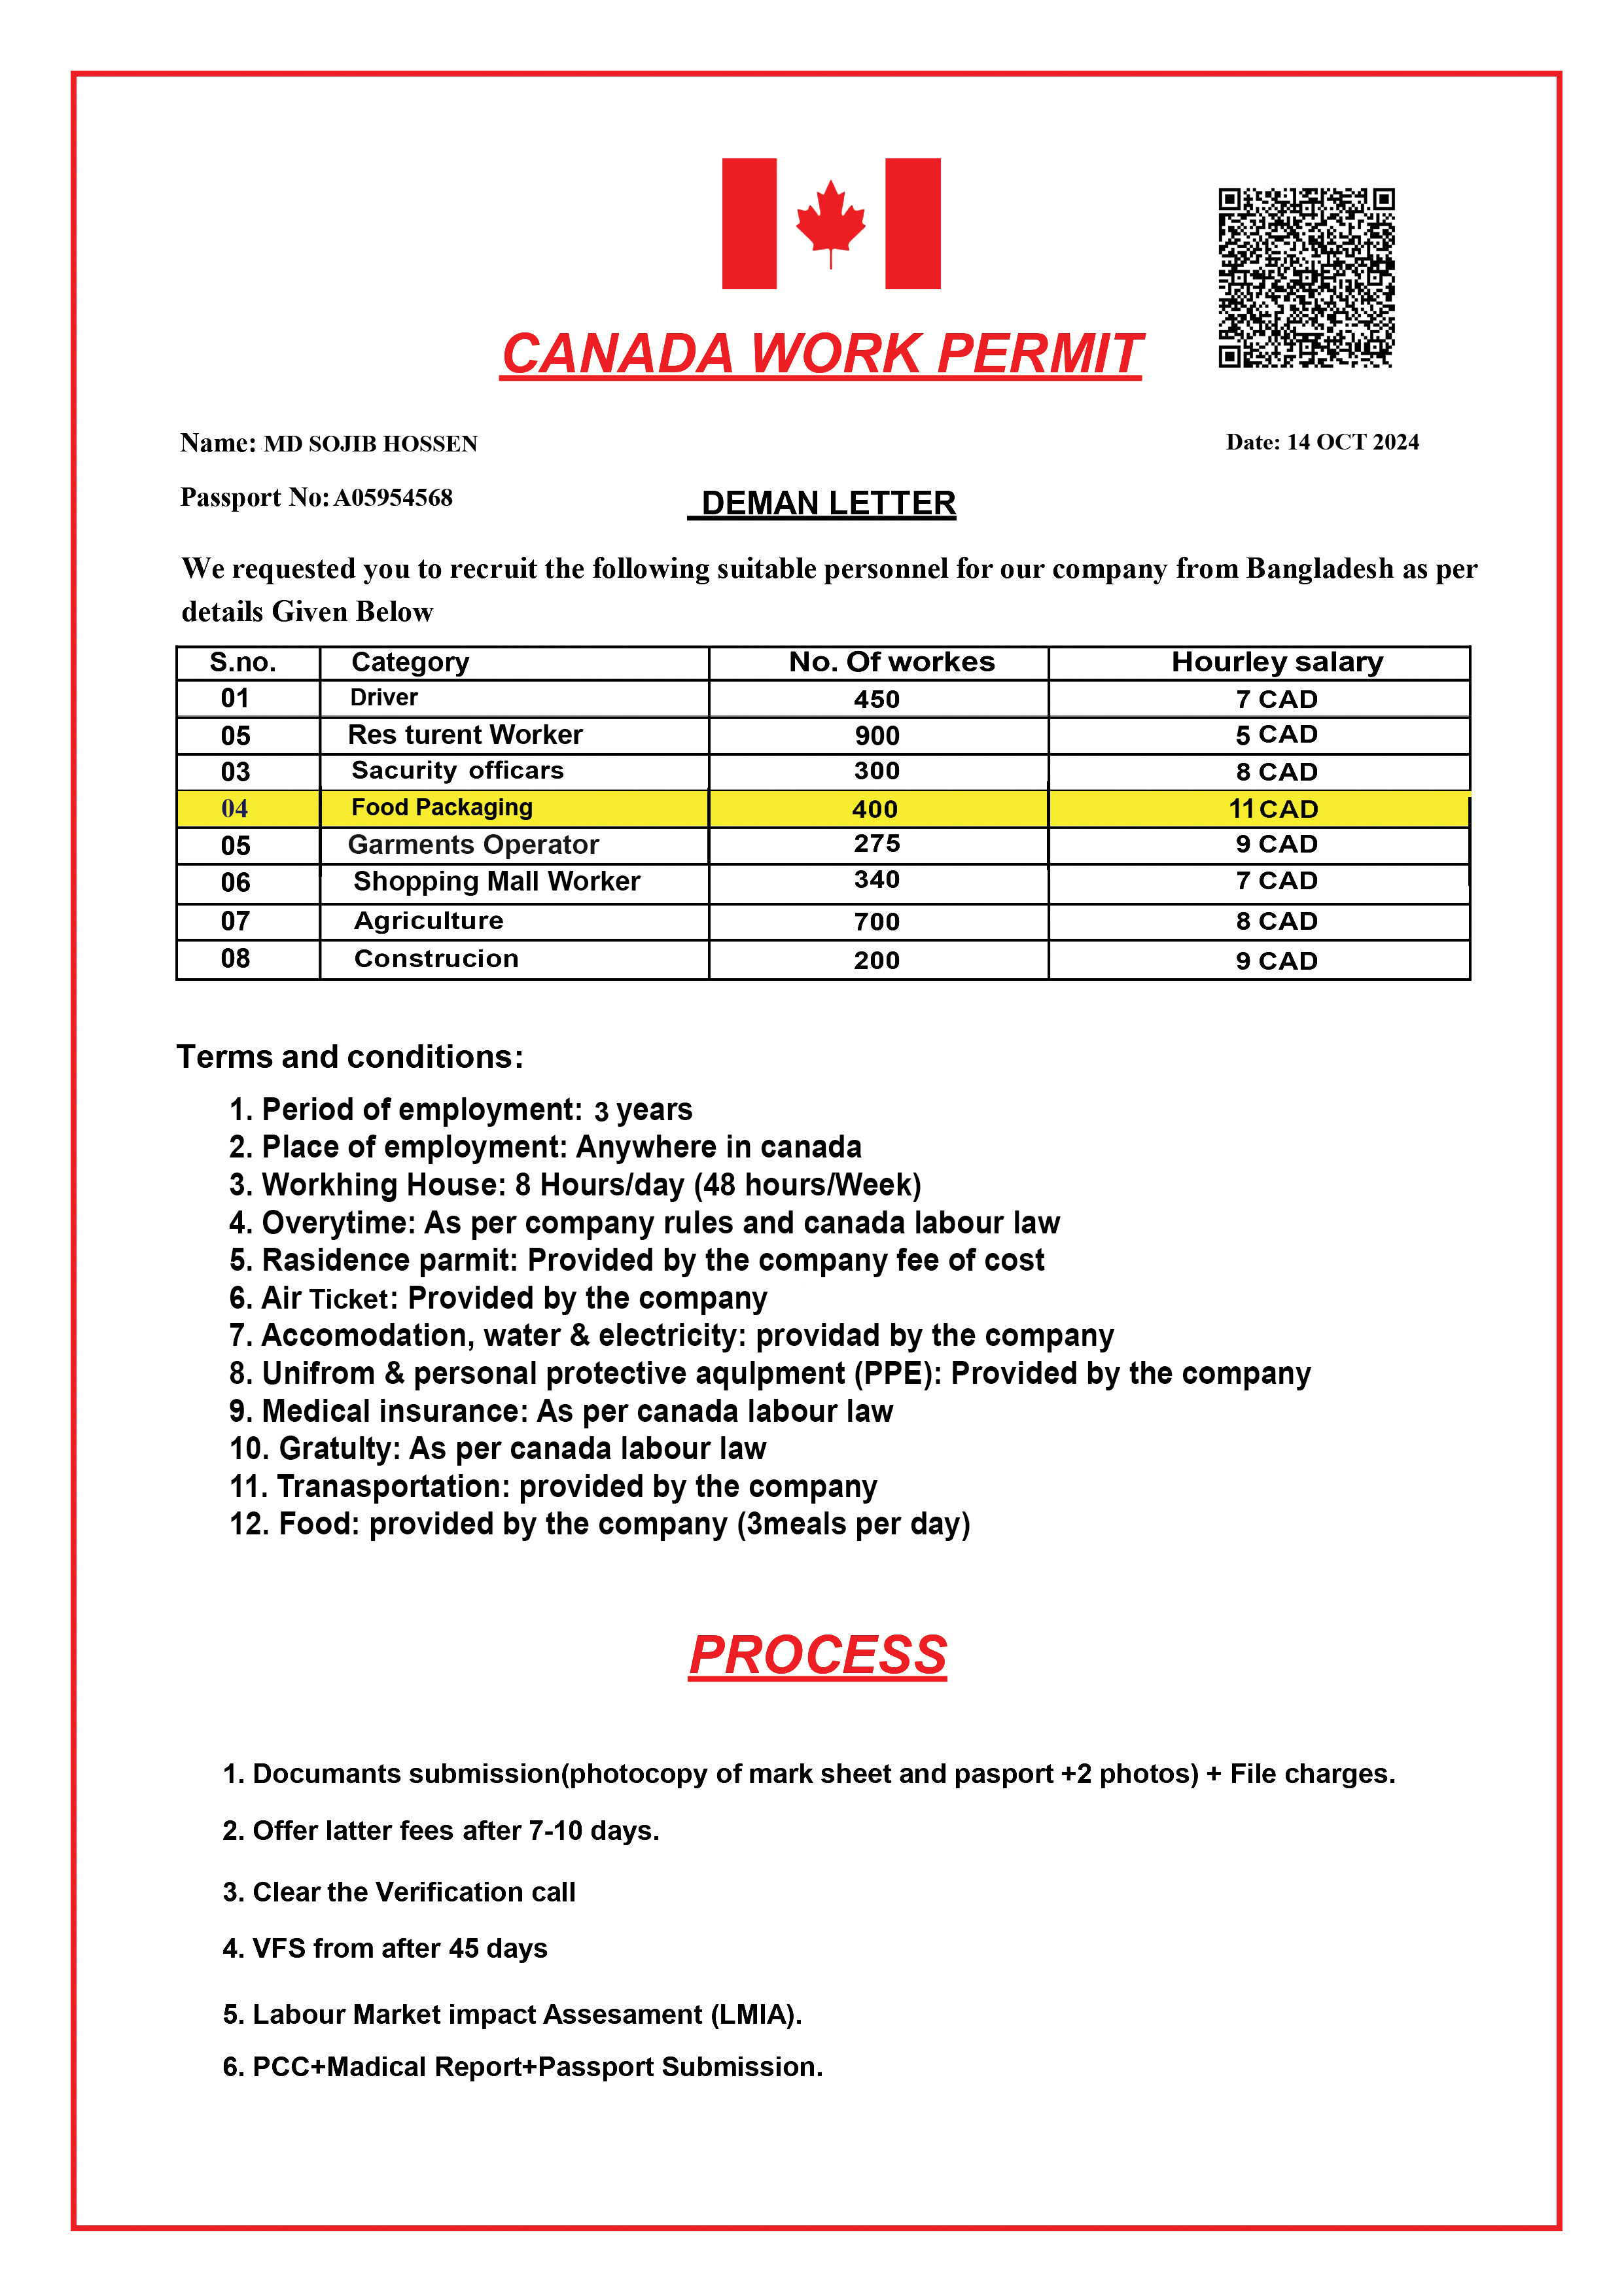 CANADA WORK PERMIT
Name: MD SOJIB HOSSEN
Date: 14 OCT 2024
Passport No: A05954568
DEMAN LETTER
We requested you to recruit the following suitable personnel for our company from Bangladesh as per
details Given Below
S.no. Category No. Of workes Hourley salary
01 Driver 450 7 CAD
05 Res turent Worker 900 5 CAD
03 Sacurity officars 300 8 CAD
04 Food Packaging 400 11 CAD
05 Garments Operator 275 9 CAD
06 Shopping Mall Worker 340 7 CAD
07 Agriculture 700 8 CAD
08 Construcion 200 9 CAD
Terms and conditions:
1. Period of employment: 3 years
2. Place of employment: Anywhere in canada
3. Workhing House: 8 Hours/day (48 hours/Week)
4. Overytime: As per company rules and canada labour law
5. Rasidence parmit: Provided by the company fee of cost
6. Air Ticket: Provided by the company
7. Accomodation, water & electricity: providad by the company
8. Unifrom & personal protective aqulpment (PPE): Provided by the company
9. Medical insurance: As per canada labour law
10. Gratulty: As per canada labour law
11. Tranasportation: provided by the company
12. Food: provided by the company (3meals per day)
PROCESS
1. Documants submission(photocopy of mark sheet and pasport +2 photos) + File charges.
2. Offer latter fees after 7-10 days.
3. Clear the Verification call
4. VFS from after 45 days
5. Labour Market impact Assesament (LMIA).
6. PCC+Madical Report+Passport Submission.